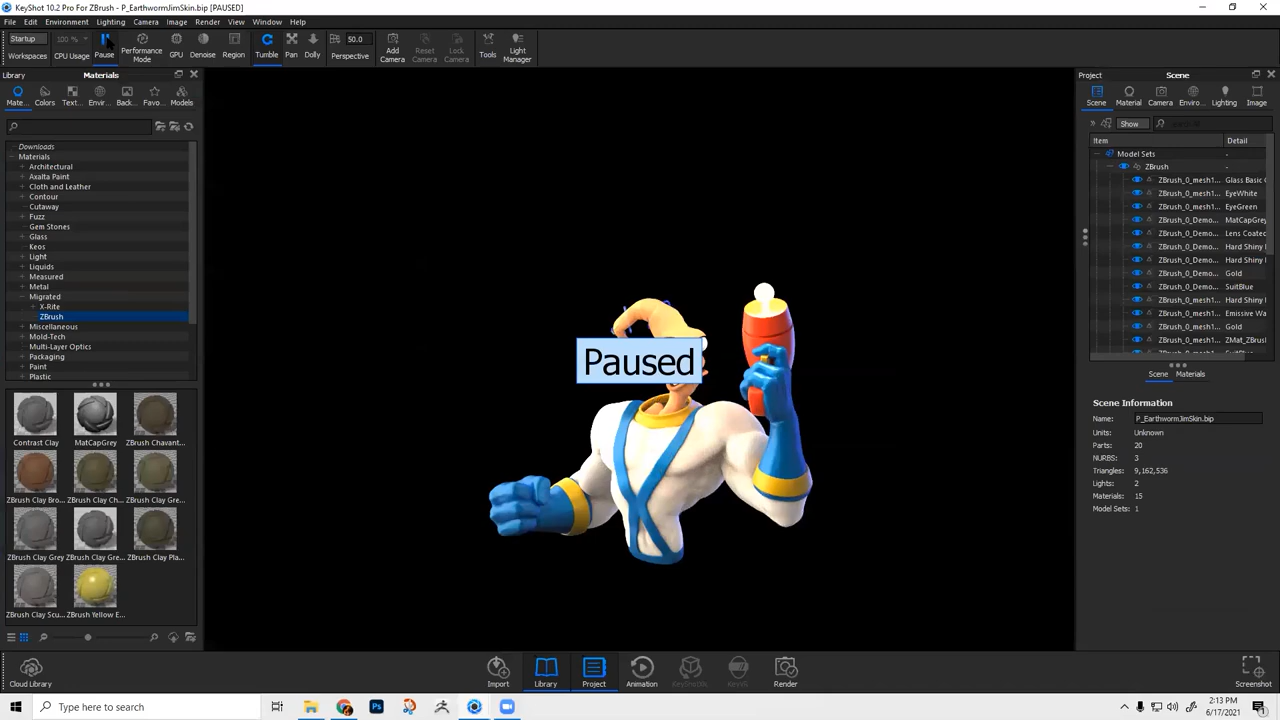 KeyShot 10.2 Pro For ZBrush - P_EarthwormJimSkin.bip [PAUSED]
File Edit Environment Lighting Camera Image Render View Window Help
Startup 100 % 50.0
Workspaces CPU Usage Pause Performance Mode GPU Denoise Region Tumble Pan Dolly Perspective Add Camera Reset Camera Lock Camera Tools Light Manager
Library Materials
Mate... Colors Text... Envir... Back... Favo... Models
Downloads
Materials
Architectural
Axalta Paint
Cloth and Leather
Contour
Cutaway
Fuzz
Gem Stones
Glass
Keos
Light
Liquids
Measured
Metal
Migrated
X-Rite
ZBrush
Miscellaneous
Mold-Tech
Multi-Layer Optics
Packaging
Paint
Plastic
Contrast Clay MatCapGrey ZBrush Chavant...
ZBrush Clay Bro... ZBrush Clay Ch... ZBrush Clay Gre...
ZBrush Clay Grey ZBrush Clay Gre... ZBrush Clay Pla...
ZBrush Clay Scu... ZBrush Yellow E...
Paused
Project Scene
Scene Material Camera Enviro... Lighting Image
Show
Item Detail
Model Sets -
ZBrush -
ZBrush_0_mesh1... Glass Basic
ZBrush_0_mesh1... EyeWhite
ZBrush_0_mesh1... EyeGreen
ZBrush_0_Demo... MatCapGrey
ZBrush_0_Demo... Lens Coated
ZBrush_0_Demo... Hard Shiny
ZBrush_0_Demo... Hard Shiny
ZBrush_0_Demo... Gold
ZBrush_0_Demo... SuitBlue
ZBrush_0_mesh1... Hard Shiny
ZBrush_0_mesh1... Emissive Wa
ZBrush_0_mesh1... Gold
ZBrush_0_mesh1... ZMat_ZBrush
Scene Materials
Scene Information
Name: P_EarthwormJimSkin.bip
Units: Unknown
Parts: 20
NURBS: 3
Triangles: 9,162,536
Lights: 2
Materials: 15
Model Sets: 1
Cloud Library Import Library Project Animation KeyShotXR KeyVR Render Screenshot
Type here to search
2:13 PM
6/17/2021